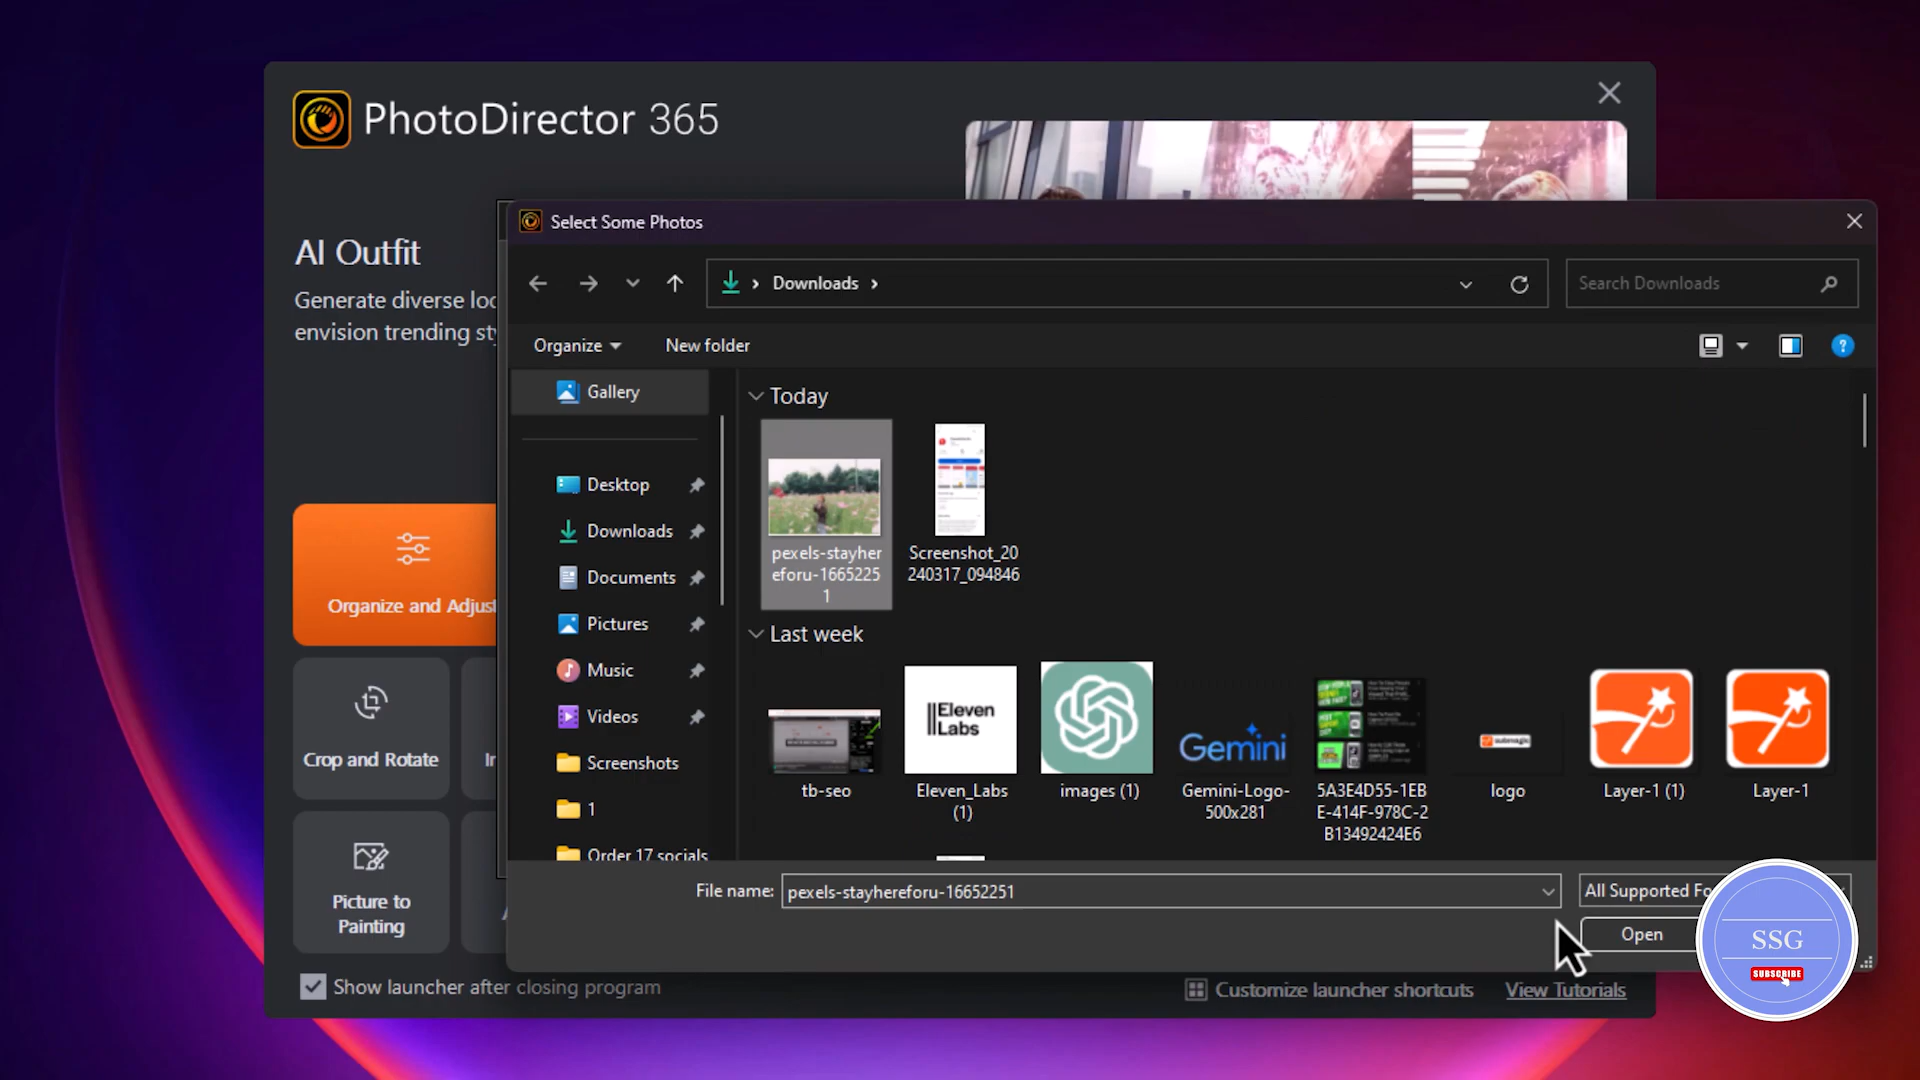 PhotoDirector 365
AI Outfit
Generate diverse loo
envision trending sty
Organize and Adjust
Crop and Rotate
Picture to
Painting
Show launcher after closing program
Customize launcher shortcuts
View Tutorials
Select Some Photos
Downloads
Search Downloads
Organize
New folder
Gallery
Desktop
Downloads
Documents
Pictures
Music
Videos
Screenshots
1
Order 17 socials
Today
pexels-stayher
eforu-1665225
1
Screenshot_20
240317_094846
Last week
||Eleven
Labs
Gemini
submagic
tb-seo
Eleven_Labs
(1)
images (1)
Gemini-Logo-
500x281
5A3E4D55-1EB
E-414F-978C-2
B13492424E6
logo
Layer-1 (1)
Layer-1
File name:
pexels-stayhereforu-16652251
All Supported Fo
Open
SSG
SUBSCRIBE